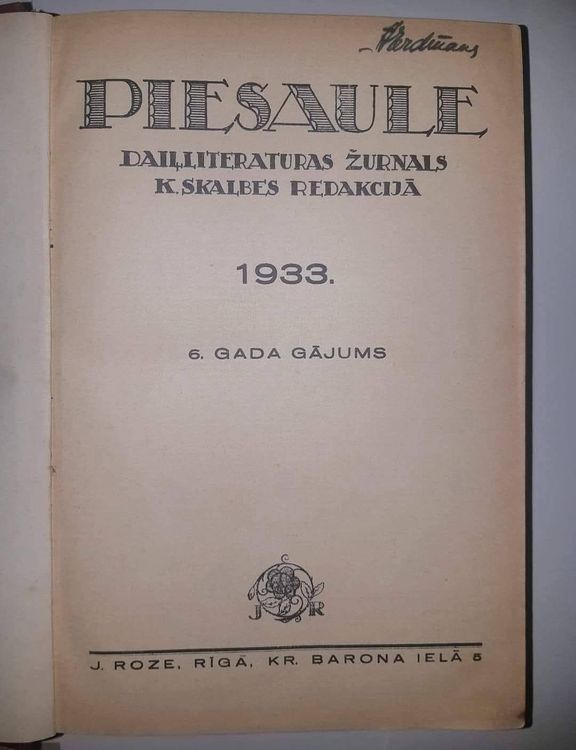 PIESAULE
DAIĻLITERATURAS ŽURNALS
K. SKALBES REDAKCIJĀ
1933.
6. GADA GĀJUMS
J R
J. ROZE, RĪGĀ, KR. BARONA IELĀ 5